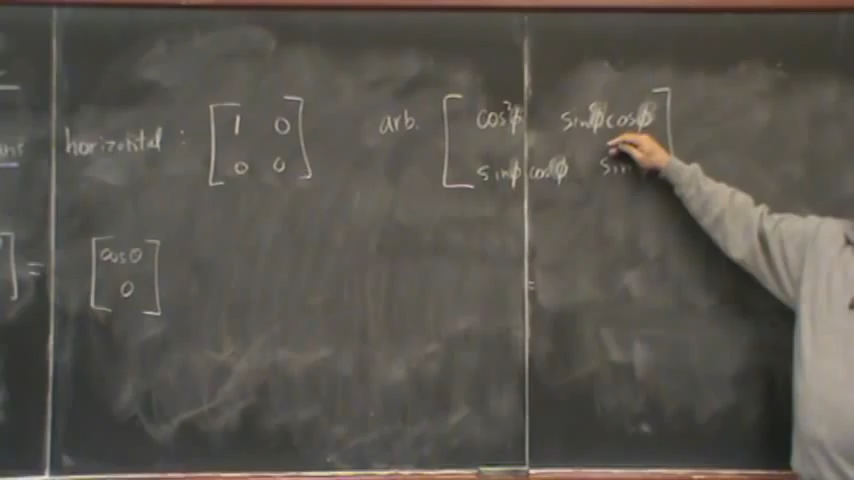 horizontal : [ 1 0 ] arb. [ cos²φ sinφcosφ ]
[ 0 0 ] [ sinφcosφ sin
] = [ cosθ ]
[ 0 ]